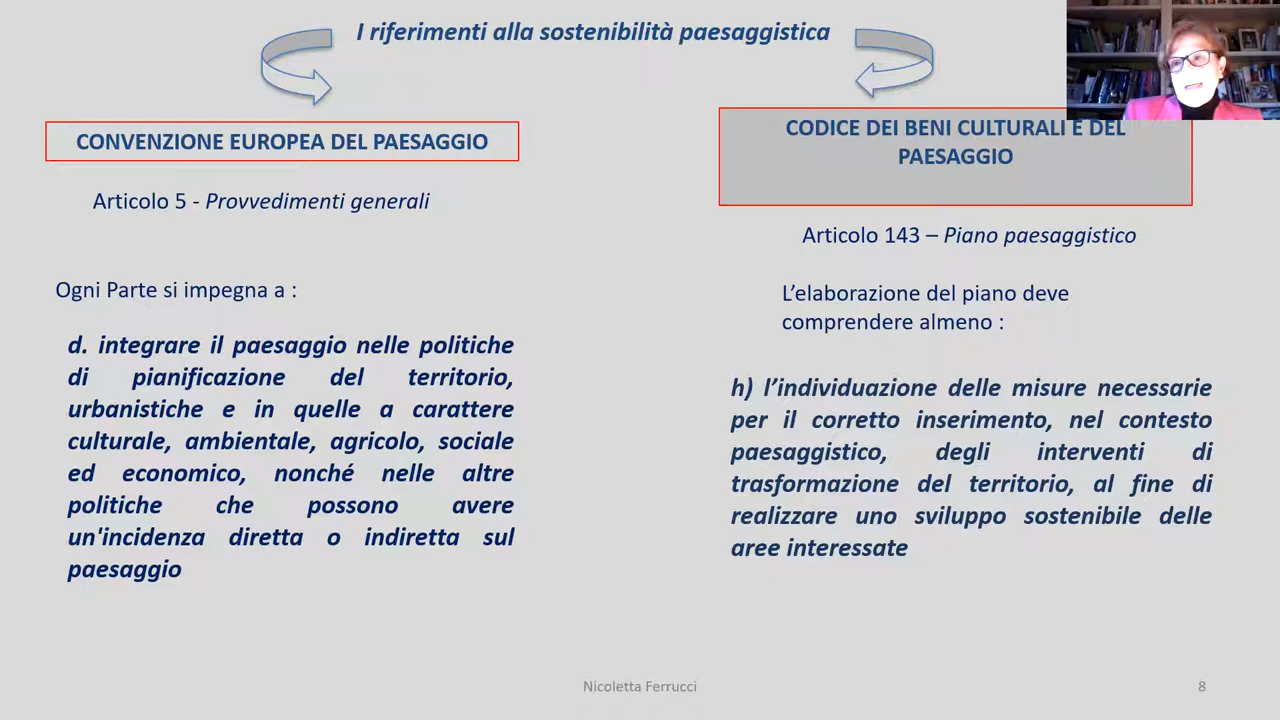 I riferimenti alla sostenibilità paesaggistica
CONVENZIONE EUROPEA DEL PAESAGGIO
Articolo 5 - Provvedimenti generali
Ogni Parte si impegna a :
d. integrare il paesaggio nelle politiche
di pianificazione del territorio,
urbanistiche e in quelle a carattere
culturale, ambientale, agricolo, sociale
ed economico, nonché nelle altre
politiche che possono avere
un'incidenza diretta o indiretta sul
paesaggio
CODICE DEI BENI CULTURALI E DEL
PAESAGGIO
Articolo 143 – Piano paesaggistico
L’elaborazione del piano deve
comprendere almeno :
h) l’individuazione delle misure necessarie
per il corretto inserimento, nel contesto
paesaggistico, degli interventi di
trasformazione del territorio, al fine di
realizzare uno sviluppo sostenibile delle
aree interessate
Nicoletta Ferrucci
8